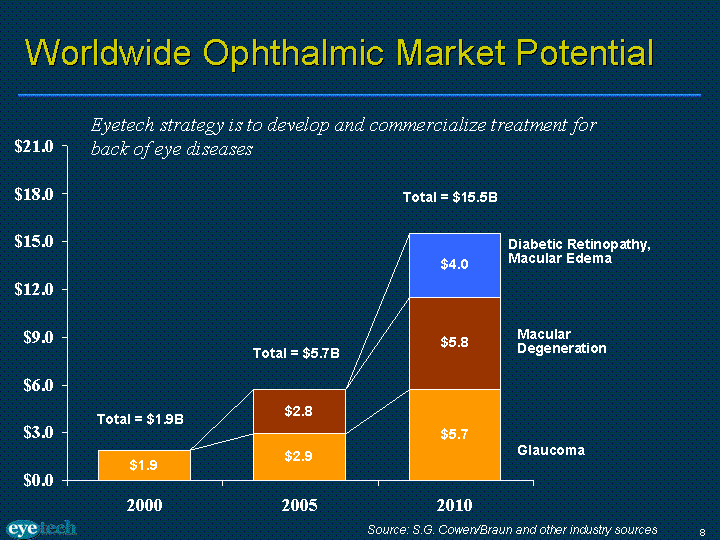 Worldwide Ophthalmic Market Potential
Eyetech strategy is to develop and commercialize treatment for
back of eye diseases
$21.0
$18.0
$15.0
$12.0
$9.0
$6.0
$3.0
$0.0
Total = $1.9B
$1.9
Total = $5.7B
$2.8
$2.9
Total = $15.5B
$4.0
$5.8
$5.7
Diabetic Retinopathy,
Macular Edema
Macular
Degeneration
Glaucoma
2000
2005
2010
eyetech
Source: S.G. Cowen/Braun and other industry sources
8